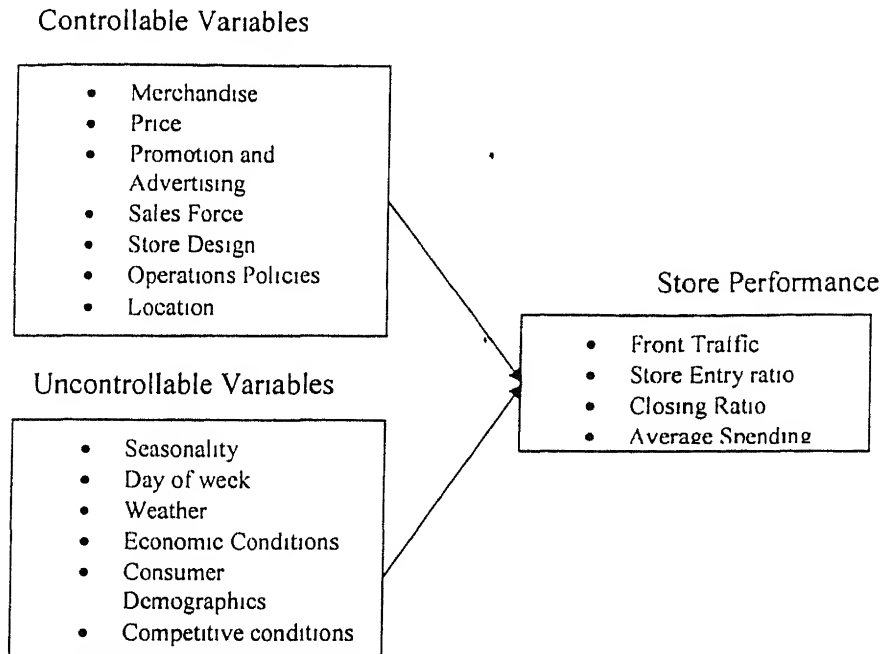 Controllable Variables
• Merchandise
• Price
• Promotion and
Advertising
• Sales Force
• Store Design
• Operations Policies
• Location
Uncontrollable Variables
• Seasonality
• Day of week
• Weather
• Economic Conditions
• Consumer
Demographics
• Competitive conditions
Store Performance
• Front Traffic
• Store Entry ratio
• Closing Ratio
• Average Spending